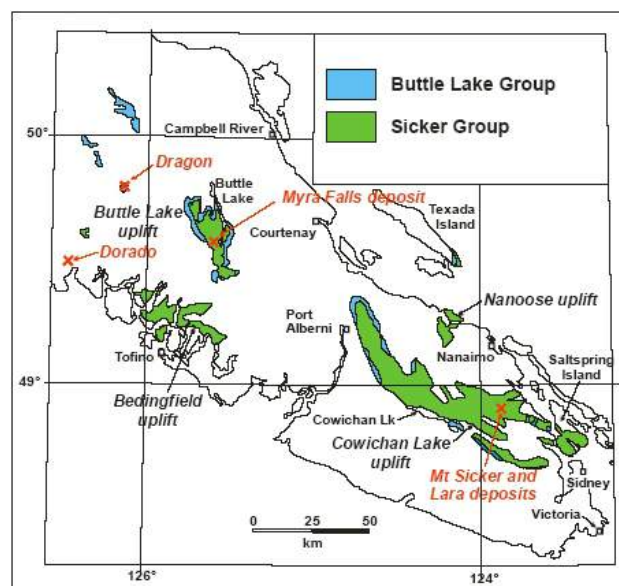 Buttle Lake Group
Sicker Group
50°
Campbell River
Dragon
Buttle
Lake
Myra Falls deposit
Buttle Lake
uplift
Courtenay
Texada
Island
Dorado
Nanoose uplift
Port
Alberni
Tofino
Nanaimo
Saltspring
Island
49°
Bedingfield
uplift
Cowichan Lk
Cowichan Lake
uplift
Mt Sicker and
Lara deposits
Sidney
Victoria
0 25 50
km
126°
124°